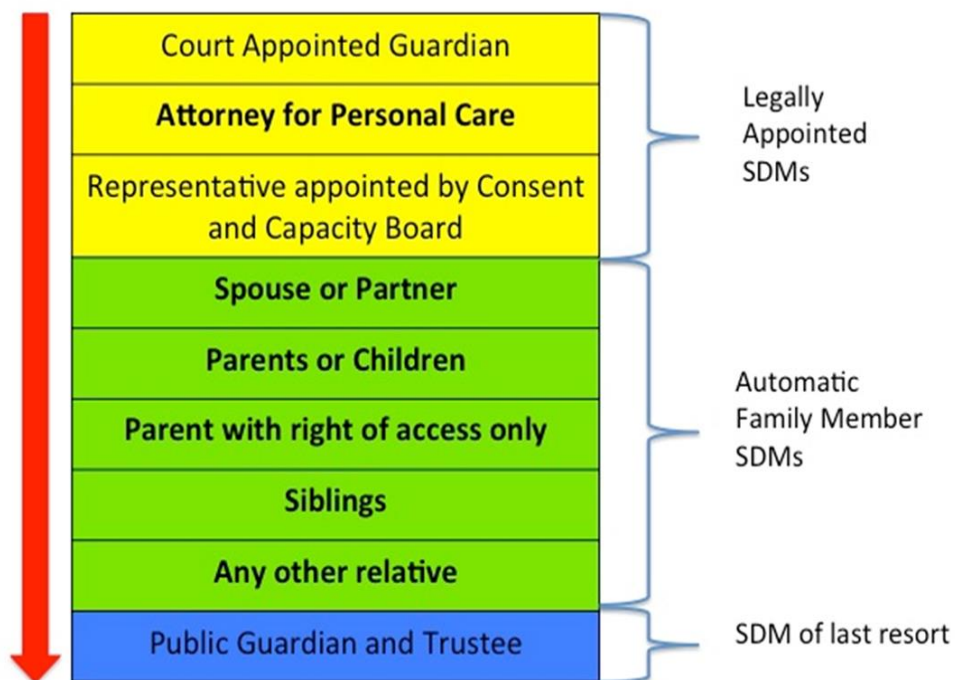 Court Appointed Guardian
Attorney for Personal Care
Representative appointed by Consent
and Capacity Board
Spouse or Partner
Parents or Children
Parent with right of access only
Siblings
Any other relative
Public Guardian and Trustee
Legally
Appointed
SDMs
Automatic
Family Member
SDMs
SDM of last resort